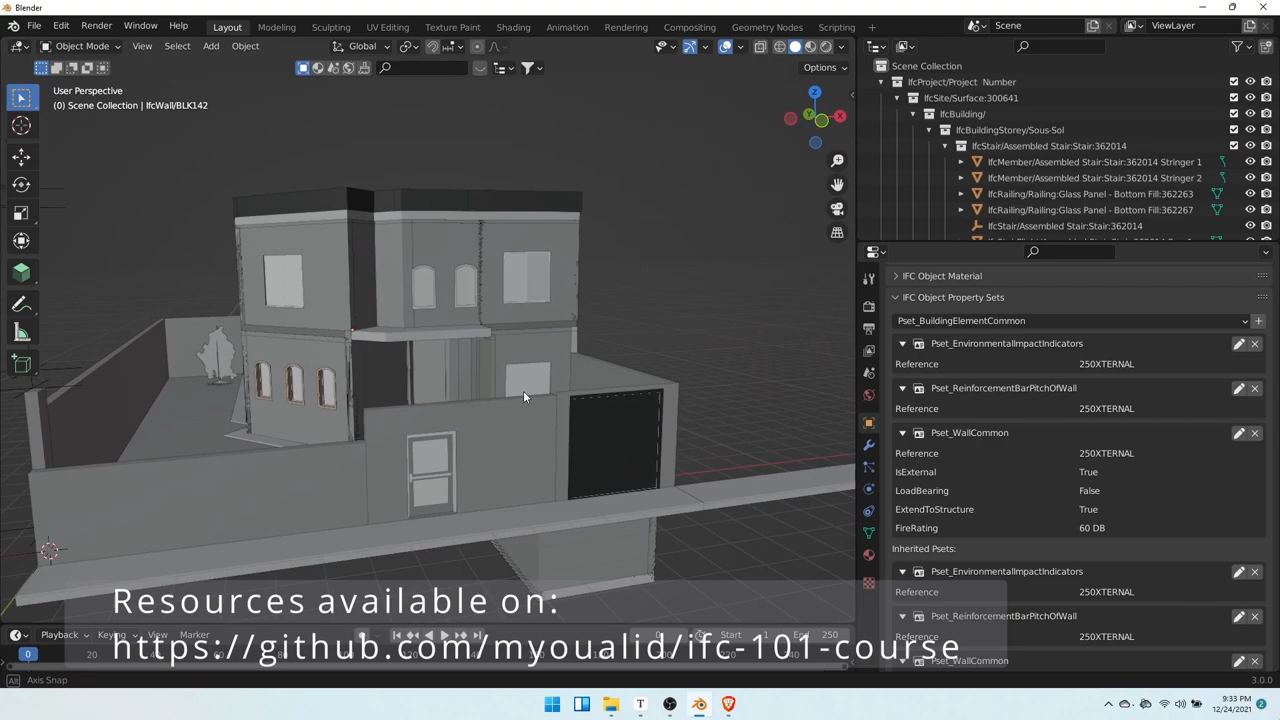 Blender
File Edit Render Window Help Layout Modeling Sculpting UV Editing Texture Paint Shading Animation Rendering Compositing Geometry Nodes Scripting + Scene ViewLayer
Object Mode View Select Add Object Global
Options
User Perspective
(0) Scene Collection | IfcWall/BLK142
Z
Y
X
Scene Collection
IfcProject/Project Number
IfcSite/Surface:300641
IfcBuilding/
IfcBuildingStorey/Sous-Sol
IfcStair/Assembled Stair:Stair:362014
IfcMember/Assembled Stair:Stair:362014 Stringer 1
IfcMember/Assembled Stair:Stair:362014 Stringer 2
IfcRailing/Railing:Glass Panel - Bottom Fill:362263
IfcRailing/Railing:Glass Panel - Bottom Fill:362267
IfcStair/Assembled Stair:Stair:362014
IFC Object Material
IFC Object Property Sets
Pset_BuildingElementCommon
Pset_EnvironmentalImpactIndicators
Reference 250XTERNAL
Pset_ReinforcementBarPitchOfWall
Reference 250XTERNAL
Pset_WallCommon
Reference 250XTERNAL
IsExternal True
LoadBearing False
ExtendToStructure True
FireRating 60 DB
Inherited Psets:
Pset_EnvironmentalImpactIndicators
Reference 250XTERNAL
Pset_ReinforcementBarPitchOfWall
Reference 250XTERNAL
Pset_WallCommon
Resources available on:
https://github.com/myoualid/ifc-101-course
Playback Keying View Marker 0 Start 1 End 250
0 20
Alt Axis Snap 3.0.0
9:33 PM
12/24/2021